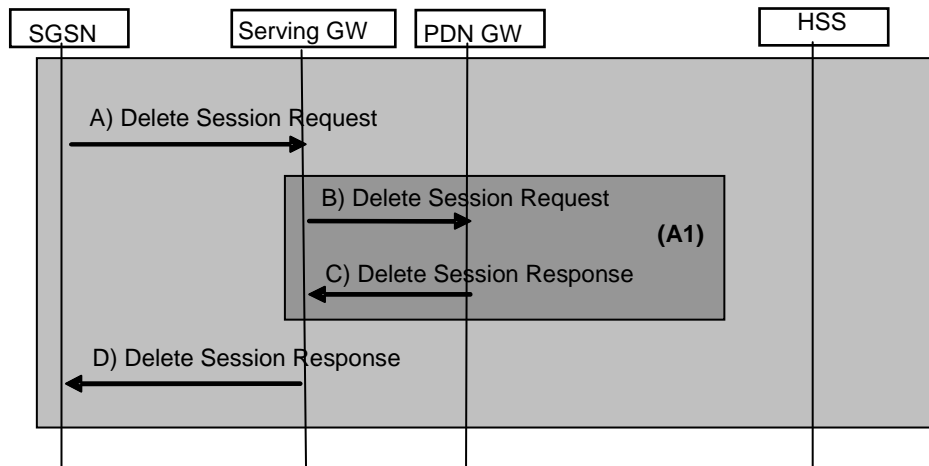 SGSN
Serving GW
PDN GW
HSS
A) Delete Session Request
B) Delete Session Request
(A1)
C) Delete Session Response
D) Delete Session Response